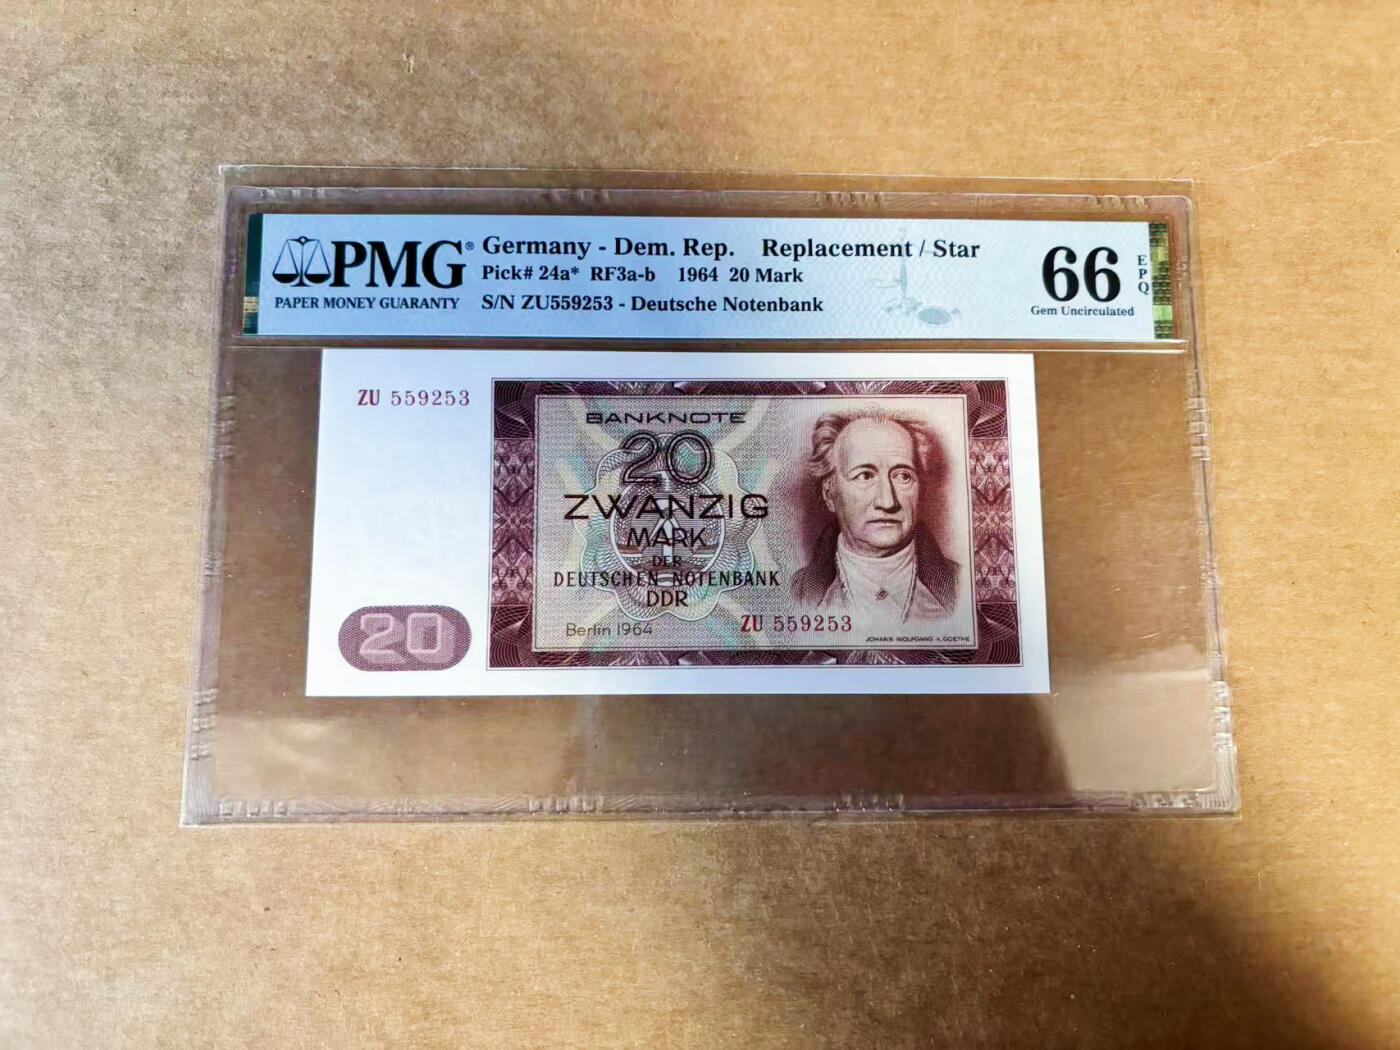 PMG®
PAPER MONEY GUARANTY
Germany - Dem. Rep. Replacement / Star
Pick# 24a* RF3a-b 1964 20 Mark
S/N ZU559253 - Deutsche Notenbank
66
EPQ
Gem Uncirculated
ZU 559253
BANKNOTE
20
ZWANZIG
MARK
DER
DEUTSCHEN NOTENBANK
DDR
Berlin 1964
ZU 559253
JOHANN WOLFGANG v. GOETHE
20